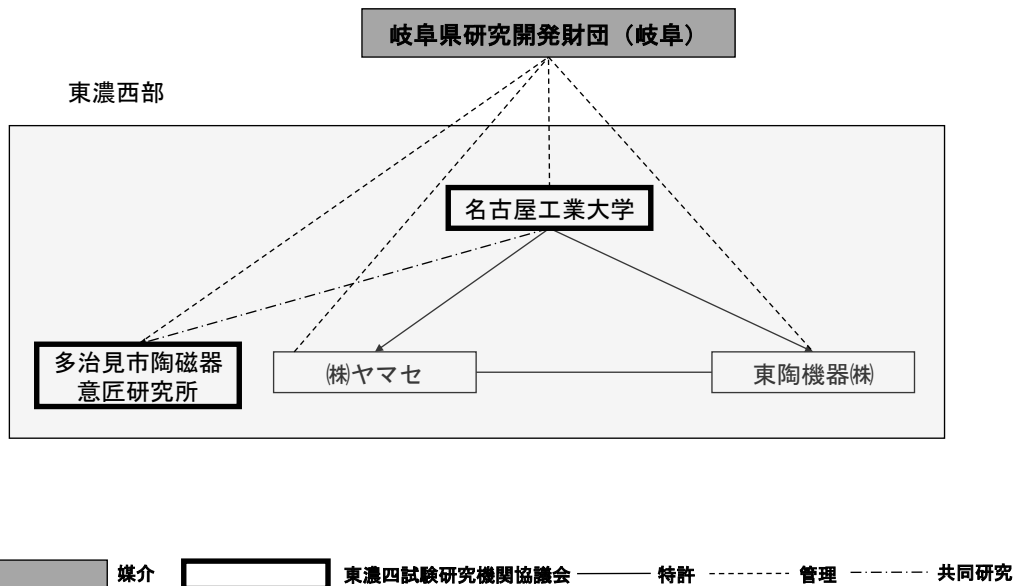 岐阜県研究開発財団（岐阜）
東濃西部
名古屋工業大学
多治見市陶磁器
意匠研究所
㈱ヤマセ
東陶機器㈱
媒介
東濃四試験研究機関協議会
特許
管理
共同研究